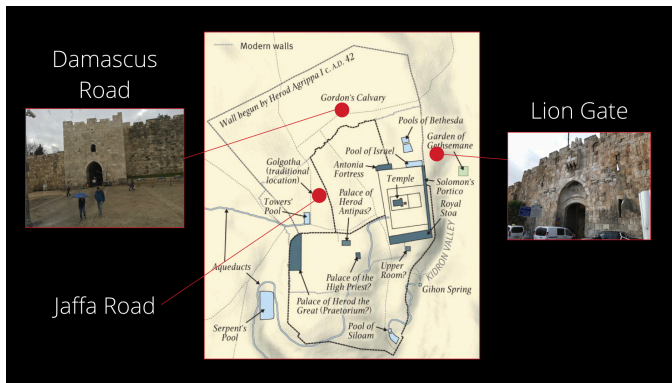 Damascus
Road
Lion Gate
Jaffa Road
Modern walls
Wall begun by Herod Agrippa I c. A.D. 42
Gordon's Calvary
Pools of Bethesda
Garden of
Gethsemane
Pool of Israel
Golgotha
(traditional
location)
Antonia
Fortress
Temple
Solomon's
Portico
Towers'
Pool
Palace of
Herod
Antipas?
Royal
Stoa
KIDRON VALLEY
Aqueducts
Palace of the
High Priest?
Upper
Room?
Gihon Spring
Palace of Herod the
Great (Praetorium?)
Serpent's
Pool
Pool of
Siloam